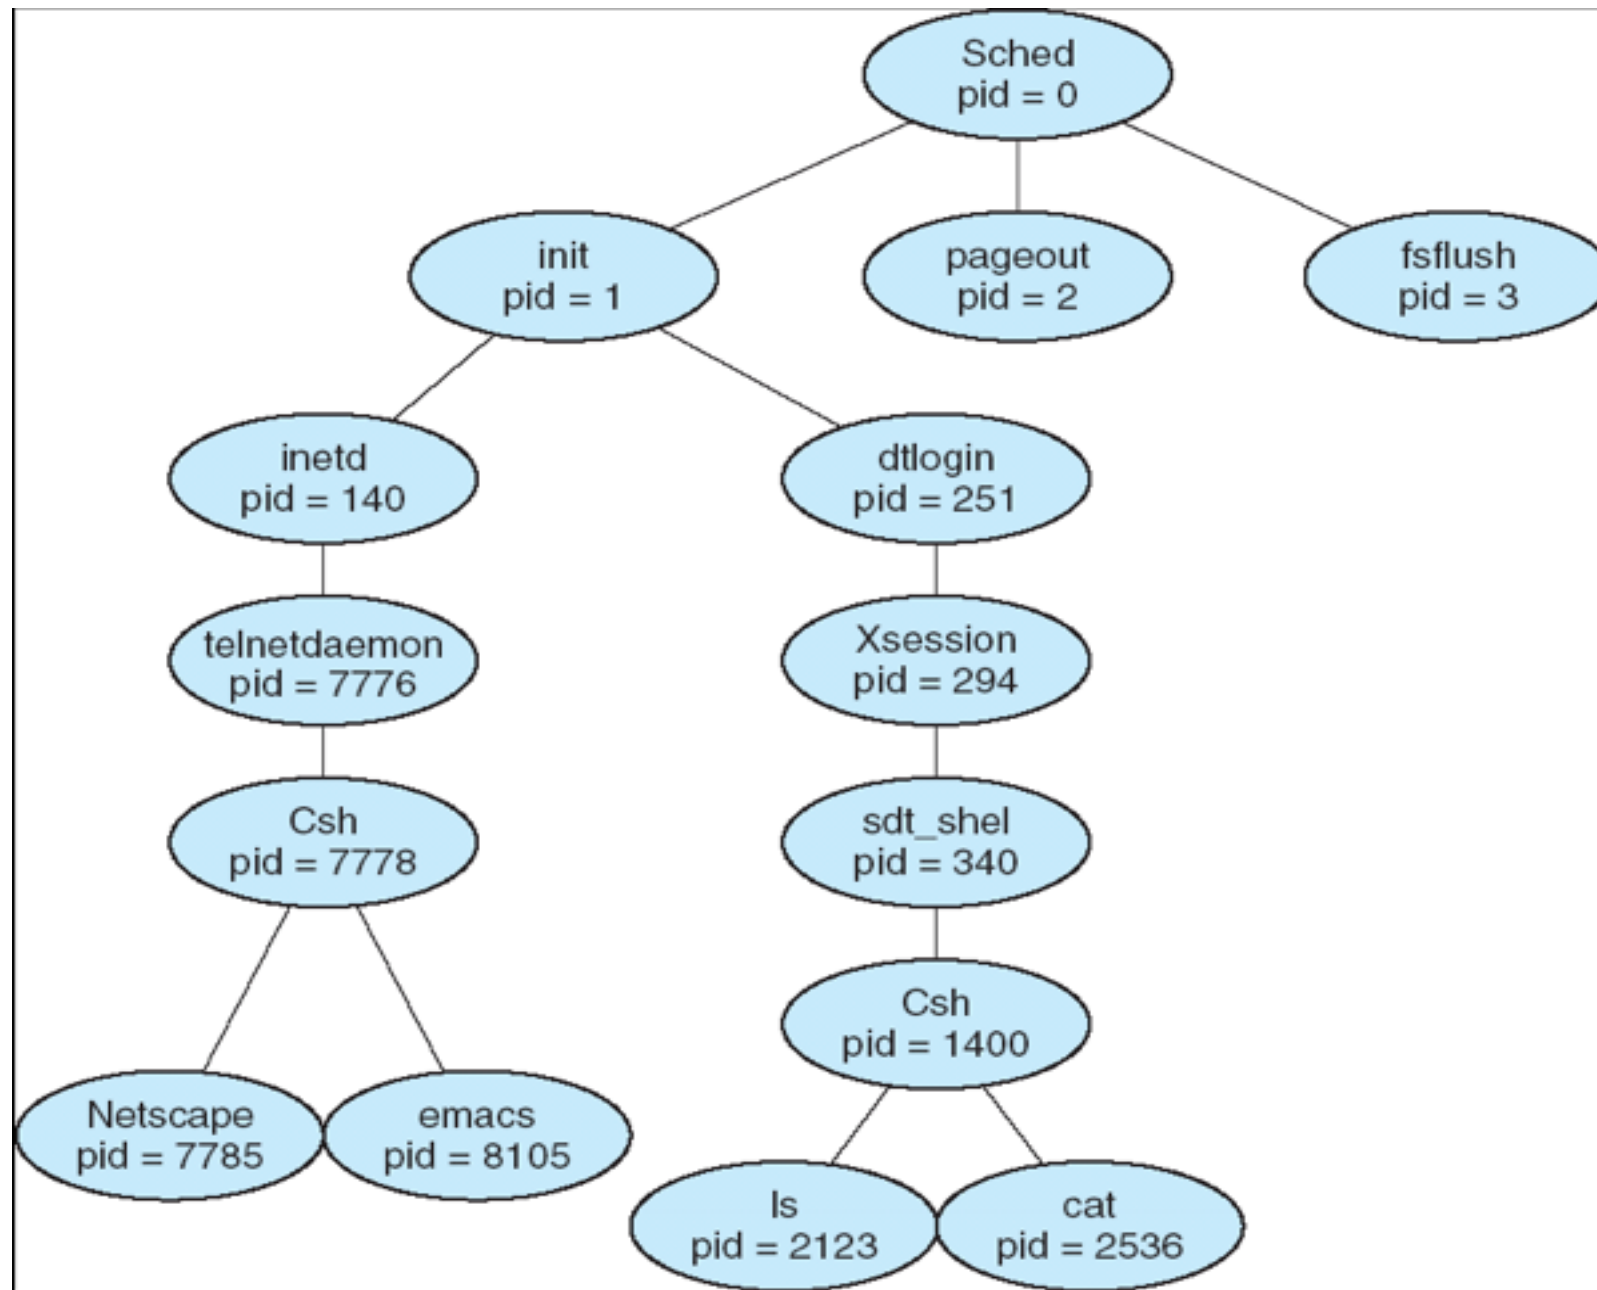 Sched
pid = 0
init
pid = 1
pageout
pid = 2
fsflush
pid = 3
inetd
pid = 140
dtlogin
pid = 251
telnetdaemon
pid = 7776
Xsession
pid = 294
Csh
pid = 7778
sdt_shel
pid = 340
Csh
pid = 1400
Netscape
pid = 7785
emacs
pid = 8105
ls
pid = 2123
cat
pid = 2536